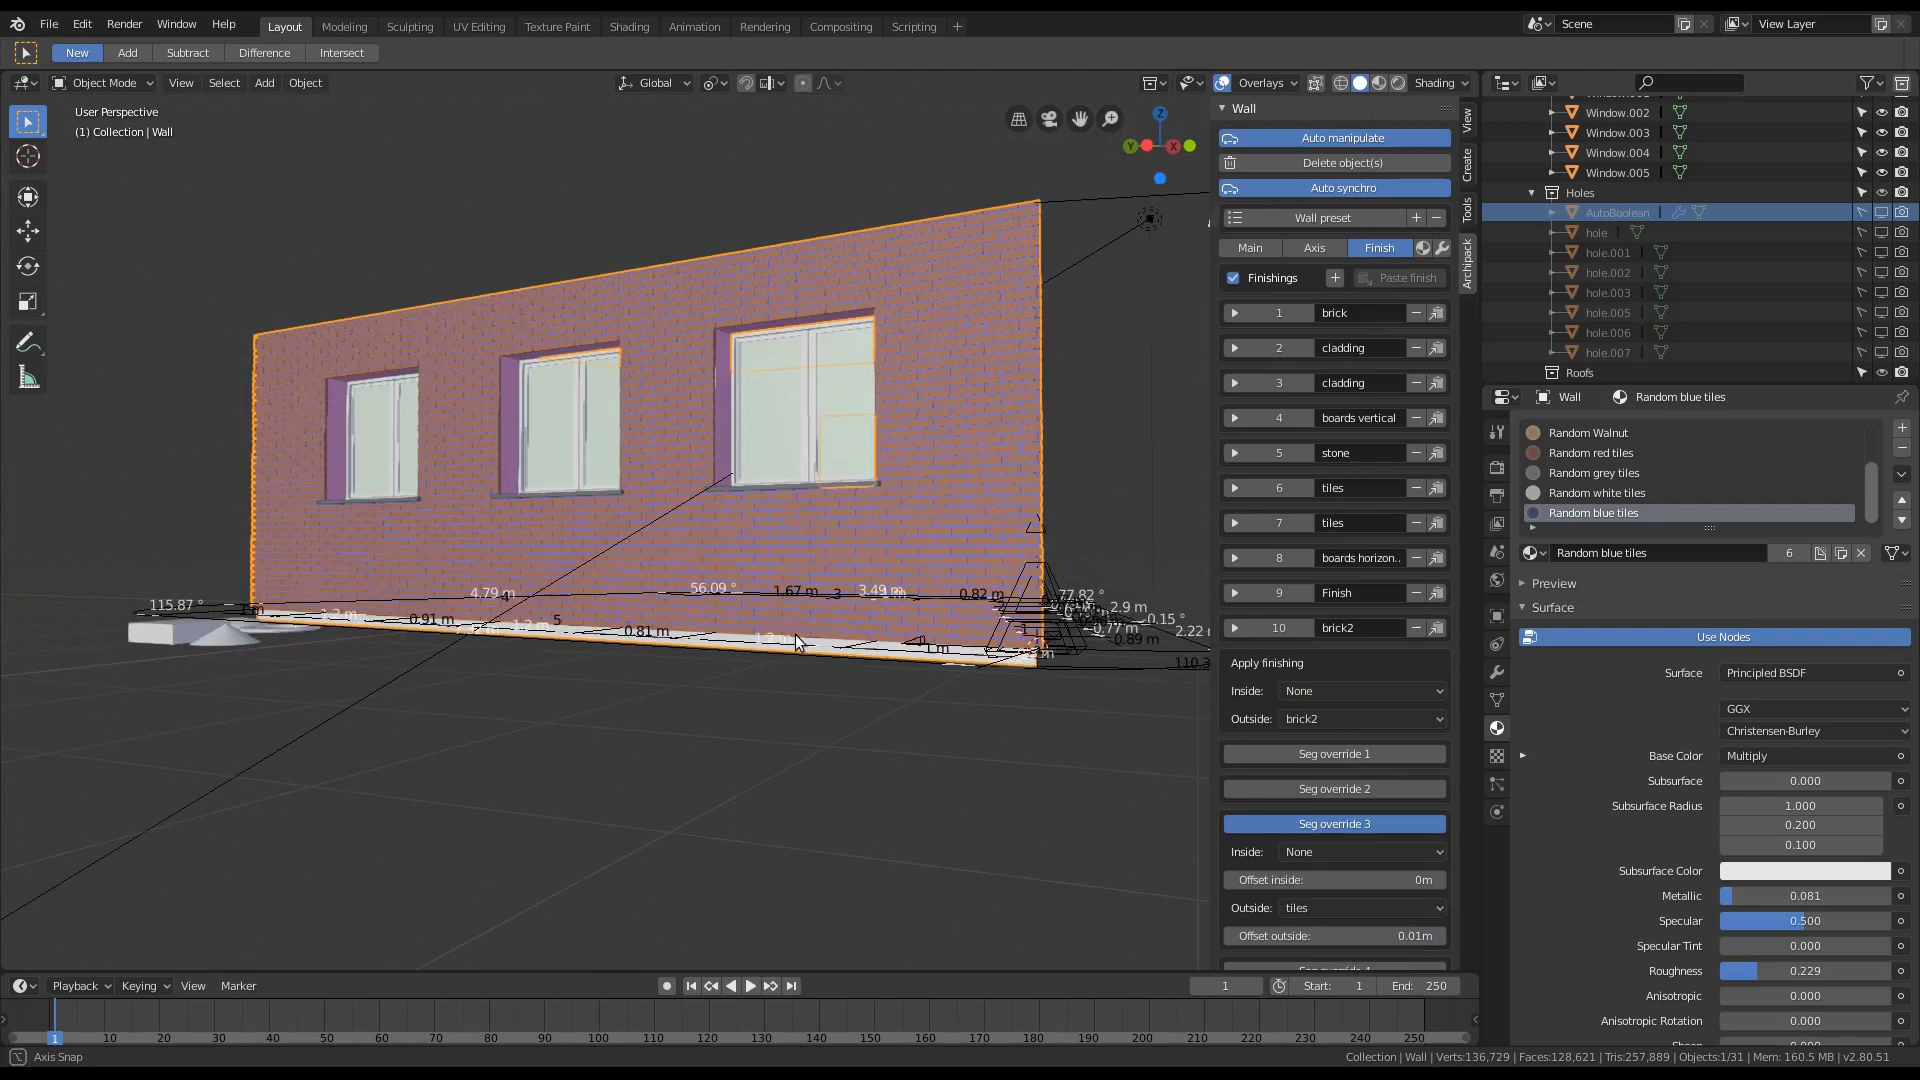 File Edit Render Window Help Layout Modeling Sculpting UV Editing Texture Paint Shading Animation Rendering Compositing Scripting + Scene View Layer
New Add Subtract Difference Intersect
Object Mode View Select Add Object Global Overlays Shading
User Perspective
(1) Collection | Wall
Z
Y X
Wall
Auto manipulate
Delete object(s)
Auto synchro
Wall preset
Main Axis Finish
Finishings Paste finish
1 brick
2 cladding
3 cladding
4 boards vertical
5 stone
6 tiles
7 tiles
8 boards horizon..
9 Finish
10 brick2
Apply finishing
Inside: None
Outside: brick2
Seg override 1
Seg override 2
Seg override 3
Inside: None
Offset inside: 0m
Outside: tiles
Offset outside: 0.01m
View
Create
Tools
Archipack
115.87 °
1 m
1.2 m
4.79 m
4
0.91 m
5
0.81 m
56.09 °
1.67 m
3
3.49 m
0.82 m
1.2 m
1 m
77.82 °
2.9 m
0.15 °
0.77 m
2.22
0.89 m
110.3
Window.002
Window.003
Window.004
Window.005
Holes
AutoBoolean
hole
hole.001
hole.002
hole.003
hole.005
hole.006
hole.007
Roofs
Wall Random blue tiles
Random Walnut
Random red tiles
Random grey tiles
Random white tiles
Random blue tiles
Random blue tiles 6
Preview
Surface
Use Nodes
Surface Principled BSDF
GGX
Christensen-Burley
Base Color Multiply
Subsurface 0.000
Subsurface Radius 1.000
0.200
0.100
Subsurface Color
Metallic 0.081
Specular 0.500
Specular Tint 0.000
Roughness 0.229
Anisotropic 0.000
Anisotropic Rotation 0.000
Playback Keying View Marker 1 Start: 1 End: 250
1 10 20 30 40 50 60 70 80 90 100 110 120 130 140 150 160 170 180 190 200 210 220 230 240 250
Axis Snap
Collection | Wall | Verts:136,729 | Faces:128,621 | Tris:257,889 | Objects:1/31 | Mem: 160.5 MB | v2.80.51